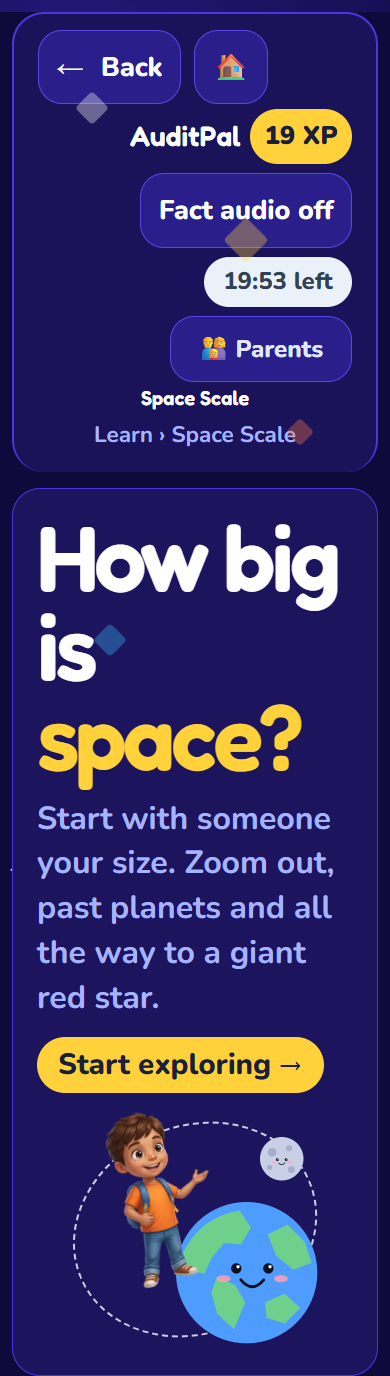 ← Back
AuditPal 19 XP
Fact audio off
19:53 left
Parents
Space Scale
Learn › Space Scale
How big
is
space?
Start with someone
your size. Zoom out,
past planets and all
the way to a giant
red star.
Start exploring →